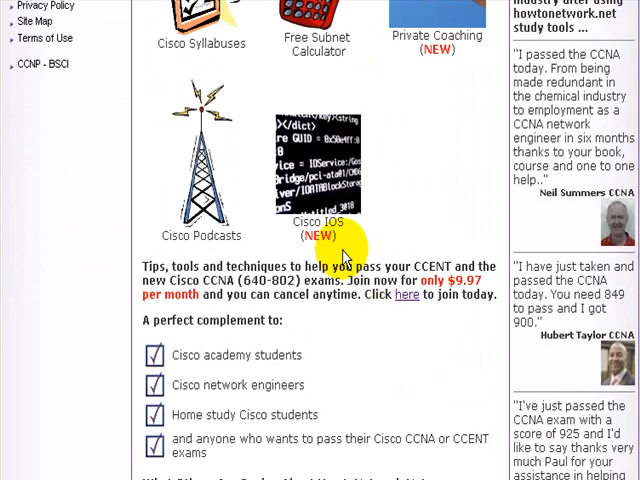 Privacy Policy
Site Map
Terms of Use
CCNP - BSCI
Cisco Syllabuses
Free Subnet
Calculator
Private Coaching
(NEW)
></dict>
re GUID = 0x50e4ff:0
Cisco Podcasts
Cisco IOS
(NEW)
Tips, tools and techniques to help you pass your CCENT and the
new Cisco CCNA (640-802) exams. Join now for only $9.97
per month and you can cancel anytime. Click here to join today.
A perfect complement to:
Cisco academy students
Cisco network engineers
Home study Cisco students
and anyone who wants to pass their Cisco CCNA or CCENT
exams
howtonetwork.net
study tools ...
"I passed the CCNA
today. From being
made redundant in
the chemical industry
to employment as a
CCNA network
engineer in six months
thanks to your book,
course and one to one
help.."
Neil Summers CCNA
"I have just taken and
passed the CCNA
today. You need 849
to pass and I got
900."
Hubert Taylor CCNA
"I've just passed the
CCNA exam with a
score of 925 and I'd
like to say thanks very
much Paul for your
assistance in helping